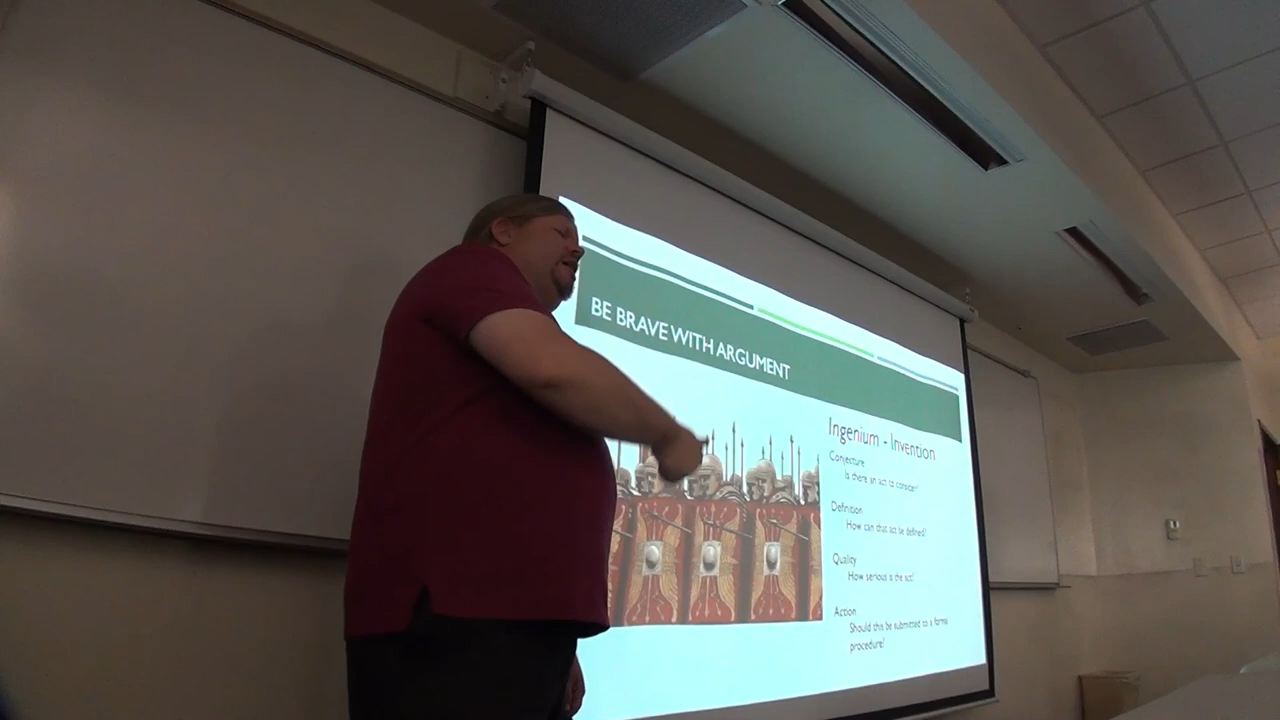 BE BRAVE WITH ARGUMENT
Ingenium - Invention
Conjecture
Is there an act to consider?
Definition
How can that act be defined?
Quality
How serious is the act?
Action
Should this be submitted to a formal
procedure?